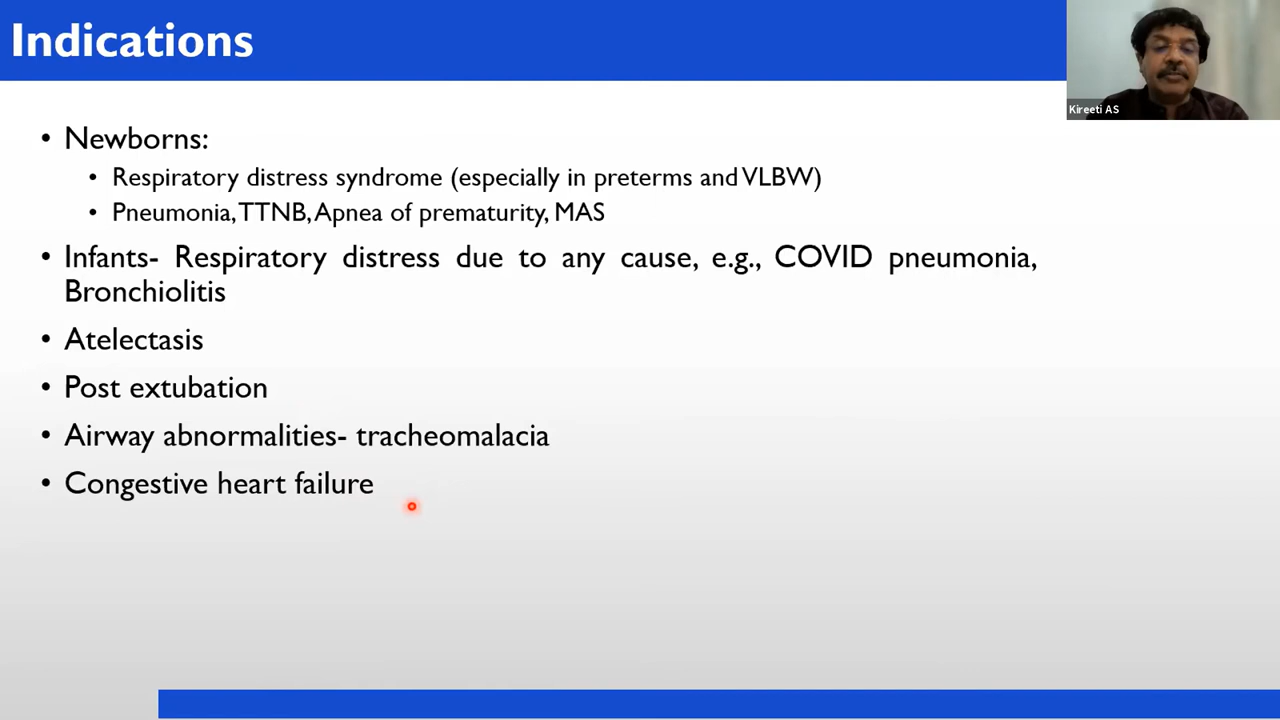 Indications
Kireeti AS
• Newborns:
• Respiratory distress syndrome (especially in preterms and VLBW)
• Pneumonia, TTNB, Apnea of prematurity, MAS
• Infants- Respiratory distress due to any cause, e.g., COVID pneumonia,
Bronchiolitis
• Atelectasis
• Post extubation
• Airway abnormalities- tracheomalacia
• Congestive heart failure